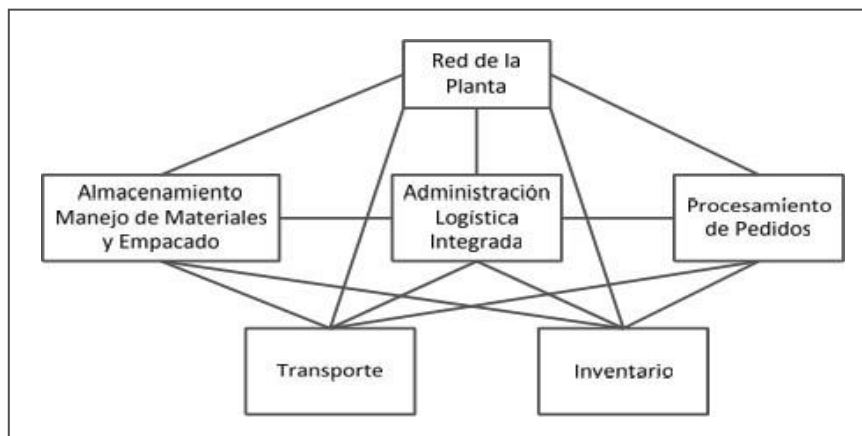 Red de la
Planta
Almacenamiento
Manejo de Materiales
y Empacado
Administración
Logística
Integrada
Procesamiento
de Pedidos
Transporte
Inventario